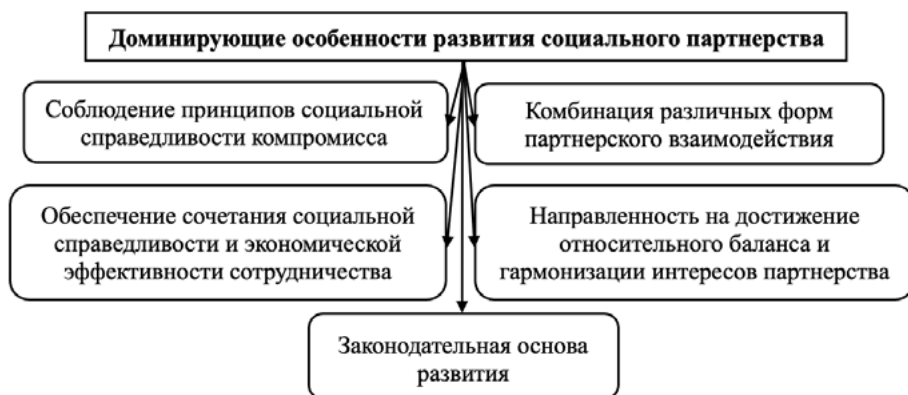 Доминирующие особенности развития социального партнерства
Соблюдение принципов социальной
справедливости компромисса
Комбинация различных форм
партнерского взаимодействия
Обеспечение сочетания социальной
справедливости и экономической
эффективности сотрудничества
Направленность на достижение
относительного баланса и
гармонизации интересов партнерства
Законодательная основа
развития